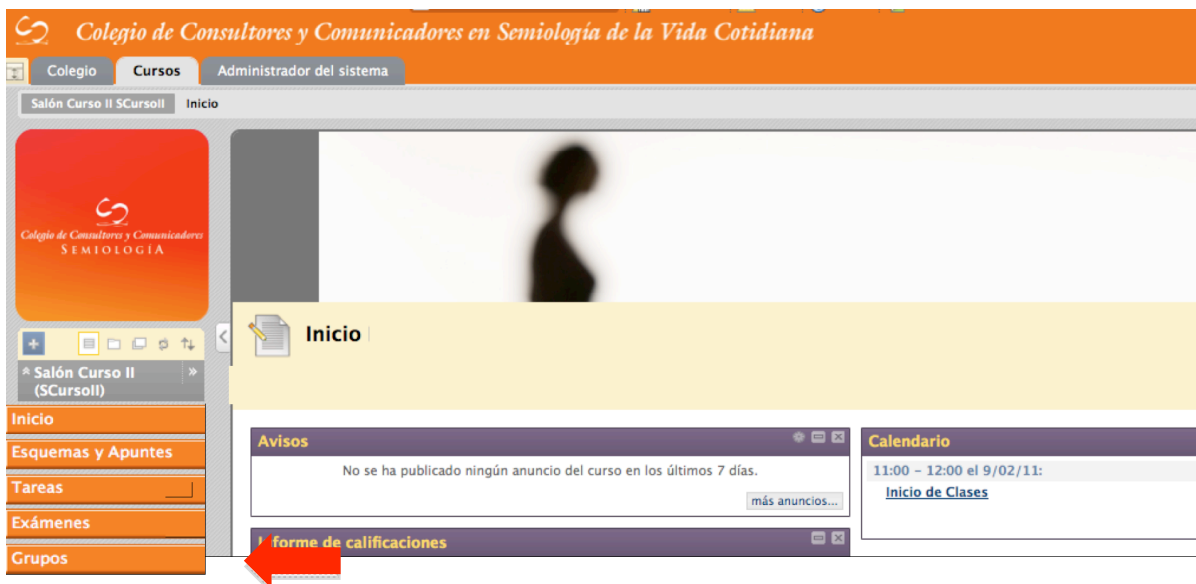 Colegio de Consultores y Comunicadores en Semiología de la Vida Cotidiana
Colegio
Cursos
Administrador del sistema
Salón Curso II SCursoII
Inicio
Colegio de Consultores y Comunicadores
SEMIOLOGÍA
Inicio
Salón Curso II
(SCursoII)
Inicio
Esquemas y Apuntes
Tareas
Exámenes
Grupos
Avisos
No se ha publicado ningún anuncio del curso en los últimos 7 días.
más anuncios...
Informe de calificaciones
Calendario
11:00 – 12:00 el 9/02/11:
Inicio de Clases